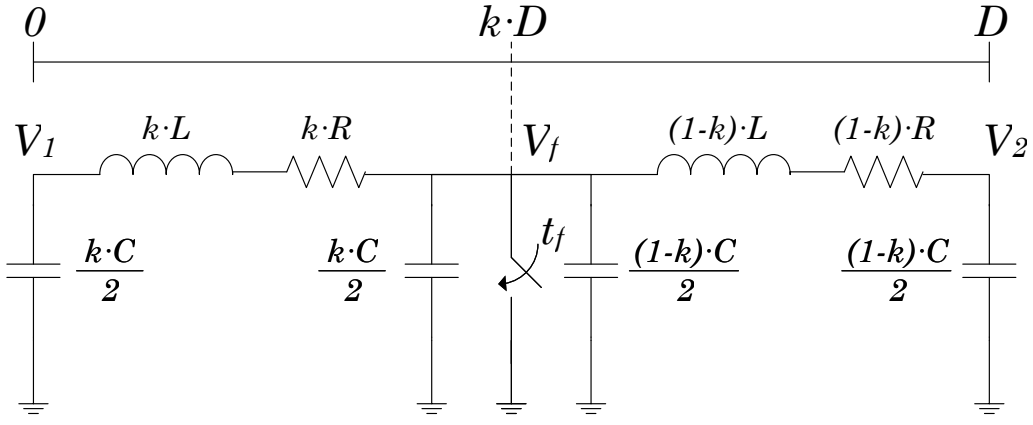 0 k·D D
V1 k·L k·R Vf (1-k)·L (1-k)·R V2
tf
k·C k·C (1-k)·C (1-k)·C
2 2 2 2